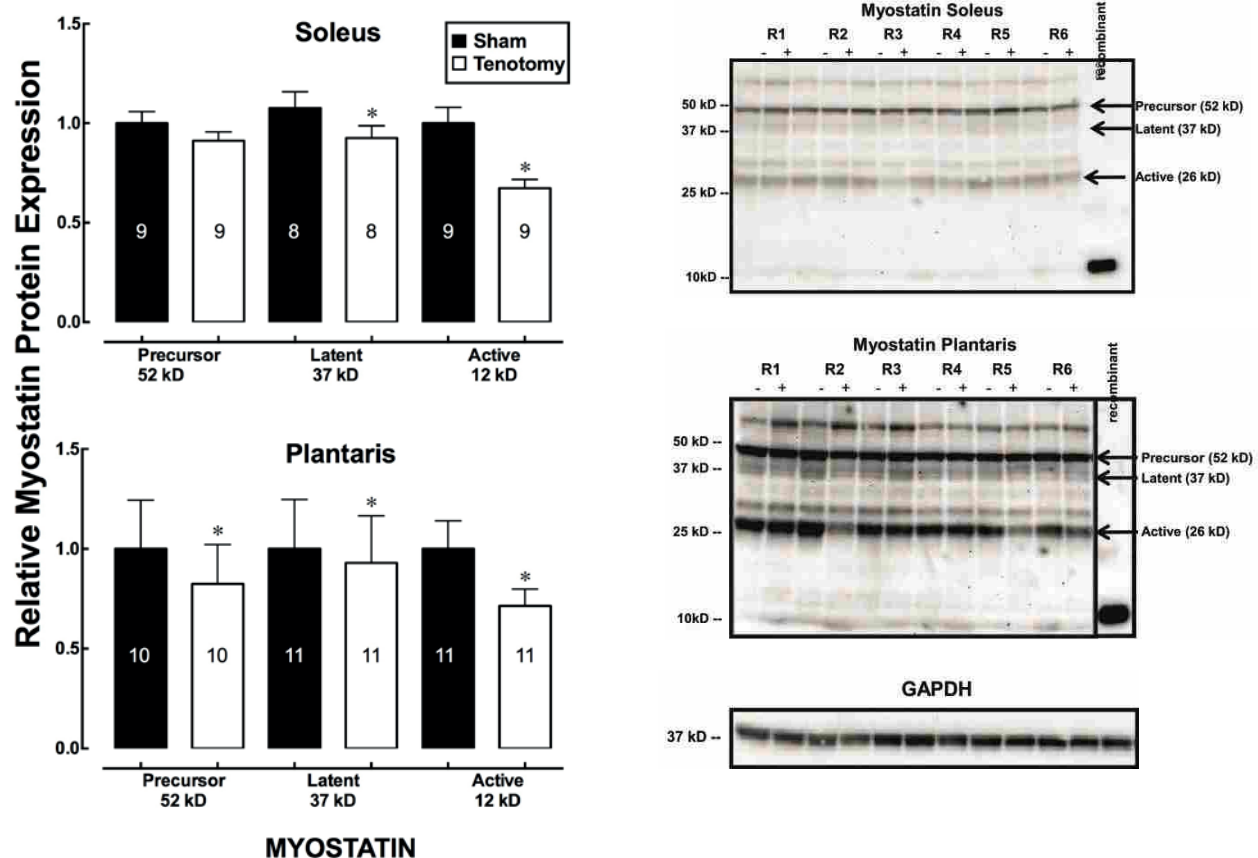 Relative Myostatin Protein Expression
Soleus
Sham
Tenotomy
1.5
1.0
0.5
0.0
*
*
9
9
8
8
9
9
Precursor
52 kD
Latent
37 kD
Active
12 kD
Plantaris
1.5
1.0
0.5
0.0
*
*
*
10
10
11
11
11
11
Precursor
52 kD
Latent
37 kD
Active
12 kD
MYOSTATIN
Myostatin Soleus
R1 R2 R3 R4 R5 R6
- + - + - + - + - + - +
recombinant
50 kD --
37 kD --
25 kD --
10kD --
Precursor (52 kD)
Latent (37 kD)
Active (26 kD)
Myostatin Plantaris
R1 R2 R3 R4 R5 R6
- + - + - + - + - + - +
recombinant
50 kD --
37 kD --
25 kD --
10kD --
Precursor (52 kD)
Latent (37 kD)
Active (26 kD)
GAPDH
37 kD --